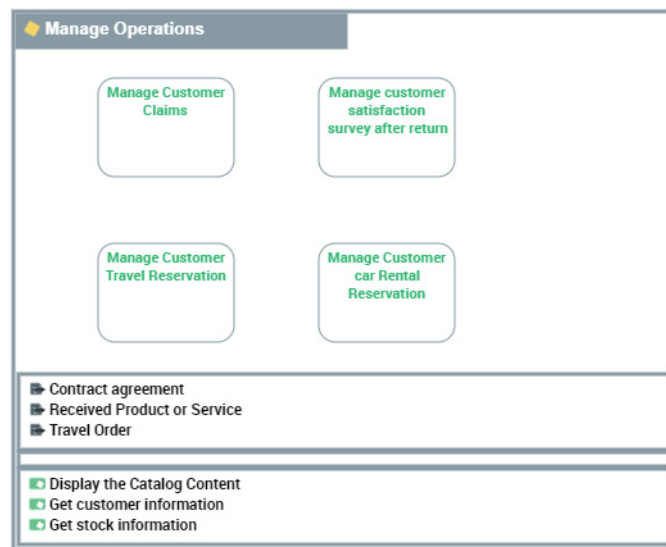 Manage Operations
Manage Customer
Claims
Manage customer
satisfaction
survey after return
Manage Customer
Travel Reservation
Manage Customer
car Rental
Reservation
Contract agreement
Received Product or Service
Travel Order
Display the Catalog Content
Get customer information
Get stock information